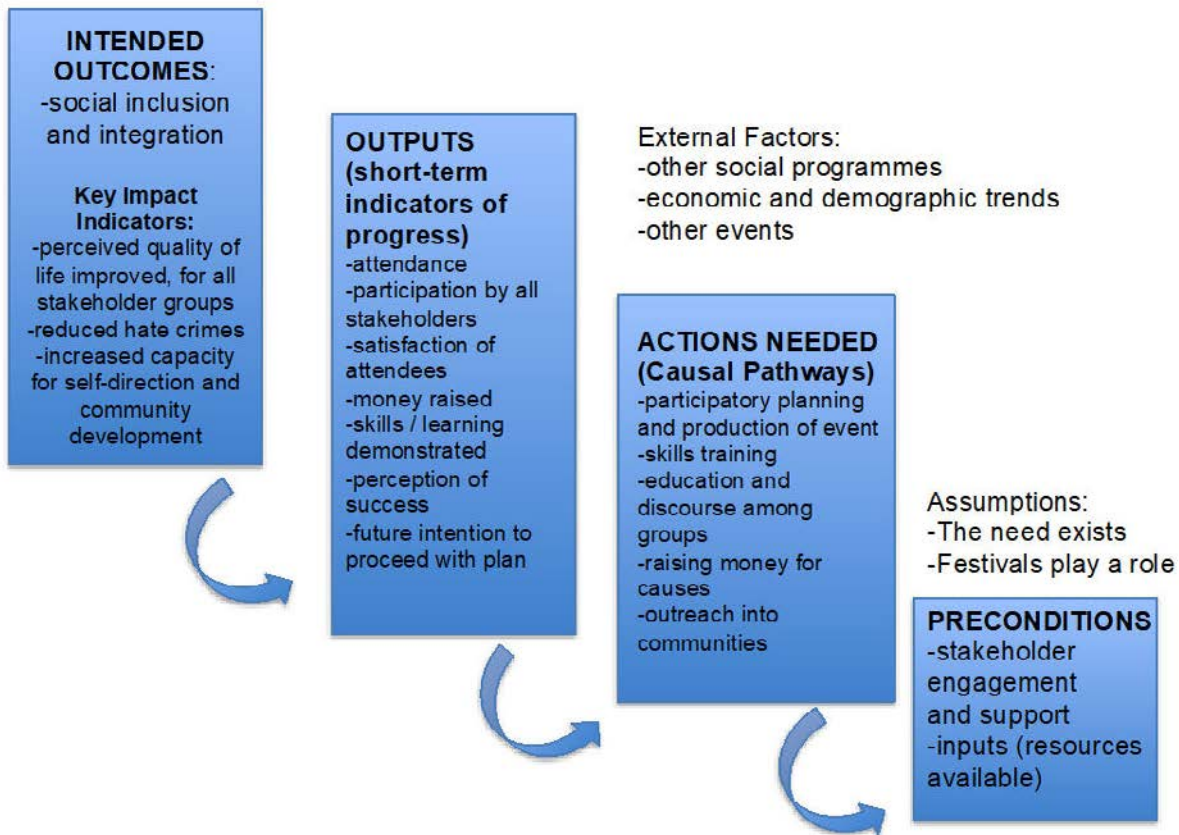 INTENDED
OUTCOMES:
-social inclusion
and integration
Key Impact
Indicators:
-perceived quality of
life improved, for all
stakeholder groups
-reduced hate crimes
-increased capacity
for self-direction and
community
development
OUTPUTS
(short-term
indicators of
progress)
-attendance
-participation by all
stakeholders
-satisfaction of
attendees
-money raised
-skills / learning
demonstrated
-perception of
success
-future intention to
proceed with plan
External Factors:
-other social programmes
-economic and demographic trends
-other events
ACTIONS NEEDED
(Causal Pathways)
-participatory planning
and production of event
-skills training
-education and
discourse among
groups
-raising money for
causes
-outreach into
communities
Assumptions:
-The need exists
-Festivals play a role
PRECONDITIONS
-stakeholder
engagement
and support
-inputs (resources
available)